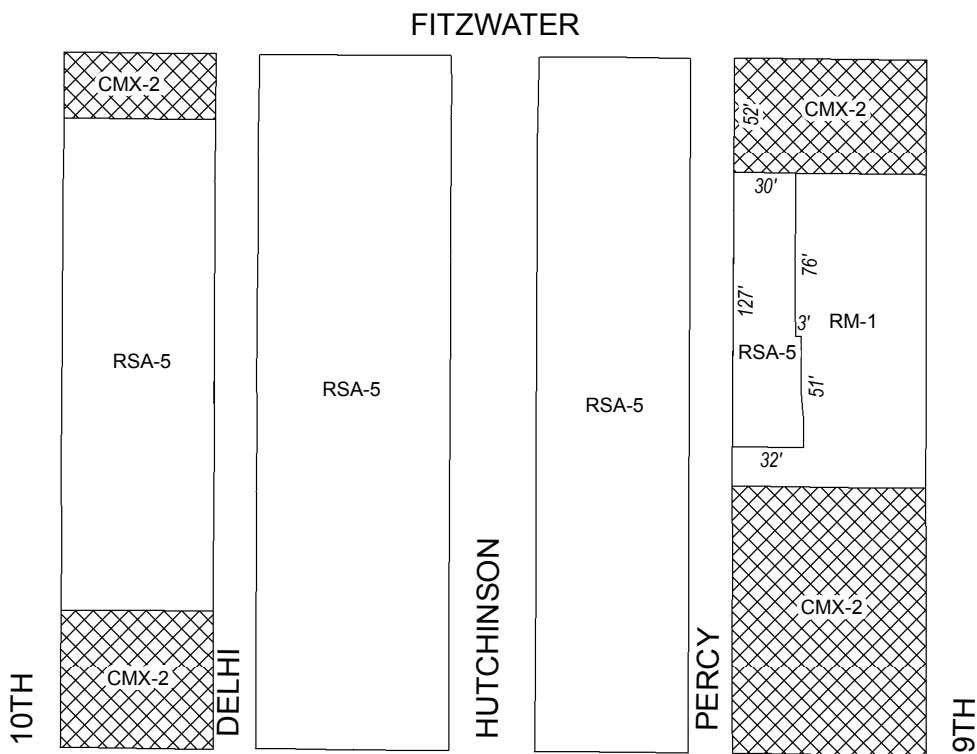 FITZWATER
CMX-2
CMX-2
52'
30'
76'
127'
3'
RM-1
RSA-5
RSA-5
RSA-5
RSA-5
51'
32'
CMX-2
CMX-2
10TH
DELHI
HUTCHINSON
PERCY
9TH